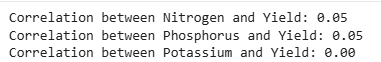 Correlation between Nitrogen and Yield: 0.05
Correlation between Phosphorus and Yield: 0.05
Correlation between Potassium and Yield: 0.00